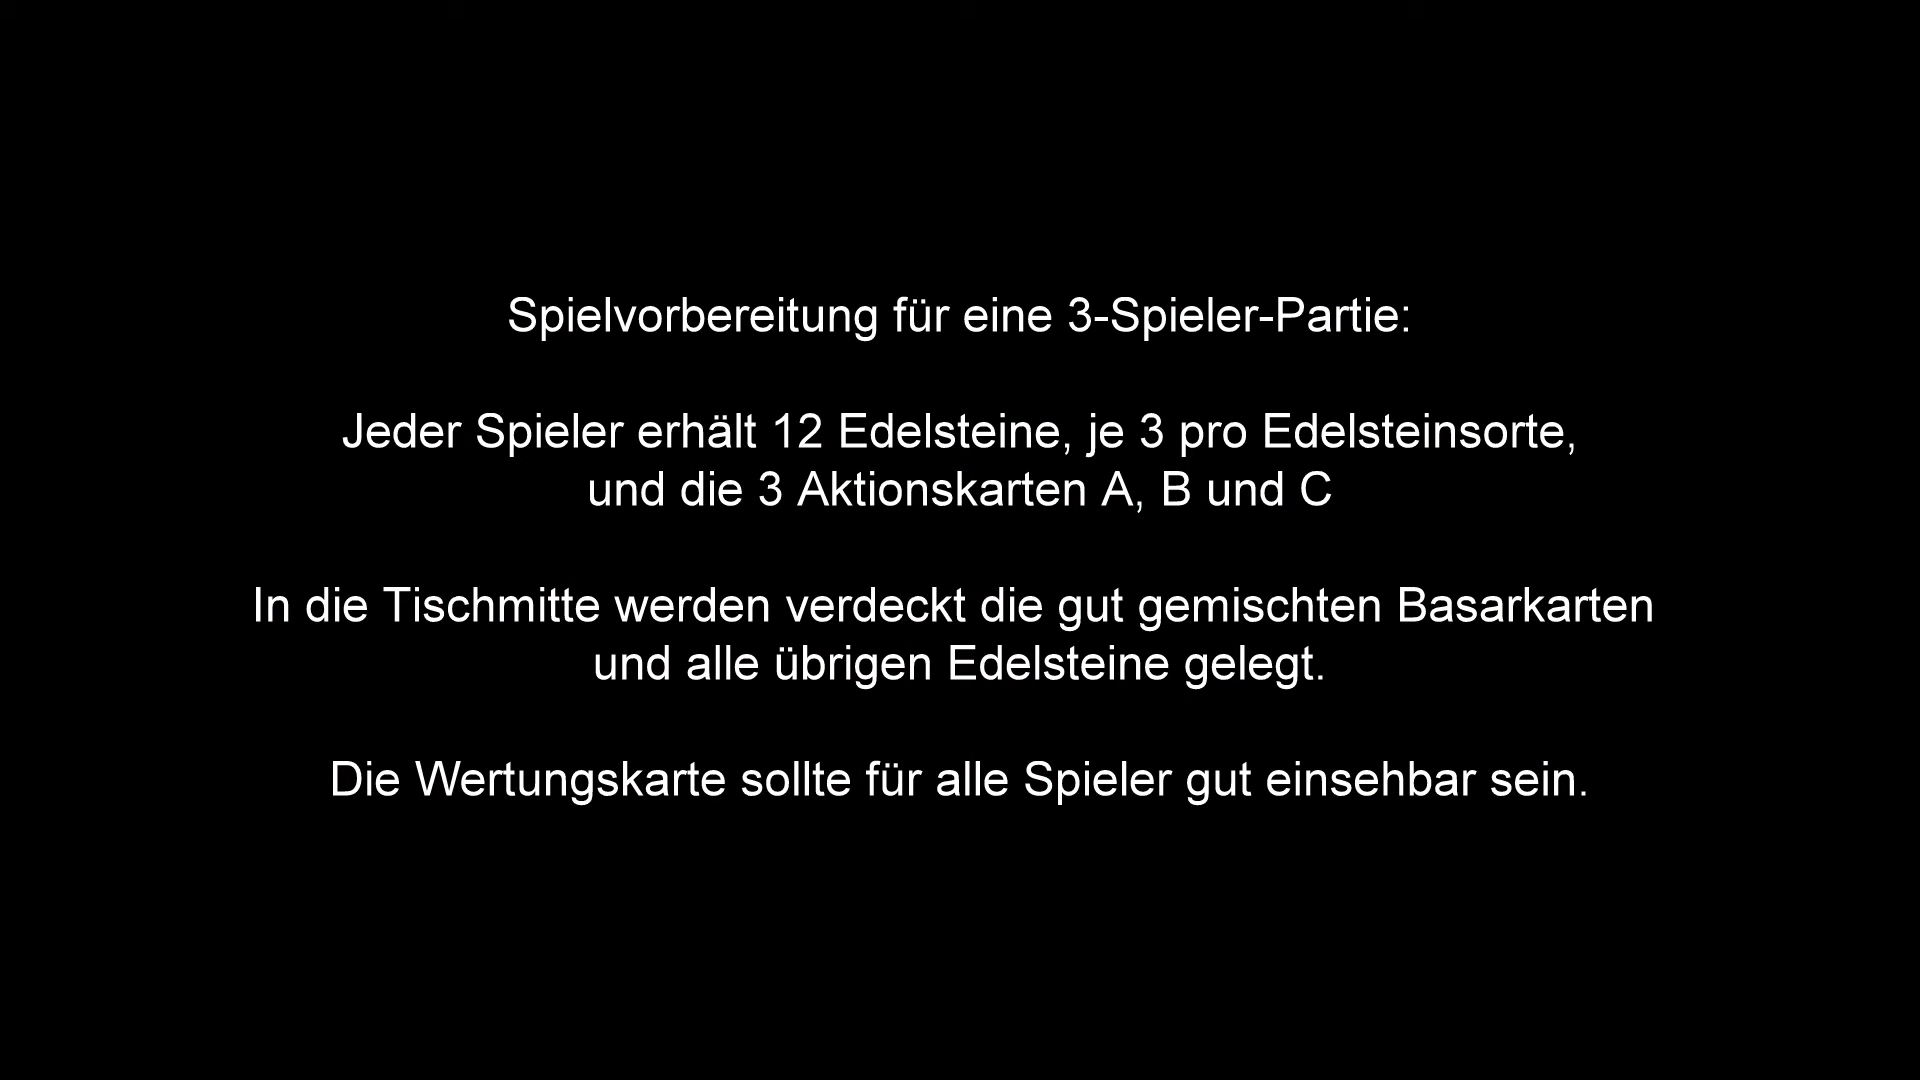 Spielvorbereitung für eine 3-Spieler-Partie:
Jeder Spieler erhält 12 Edelsteine, je 3 pro Edelsteinsorte,
und die 3 Aktionskarten A, B und C
In die Tischmitte werden verdeckt die gut gemischten Basarkarten
und alle übrigen Edelsteine gelegt.
Die Wertungskarte sollte für alle Spieler gut einsehbar sein.